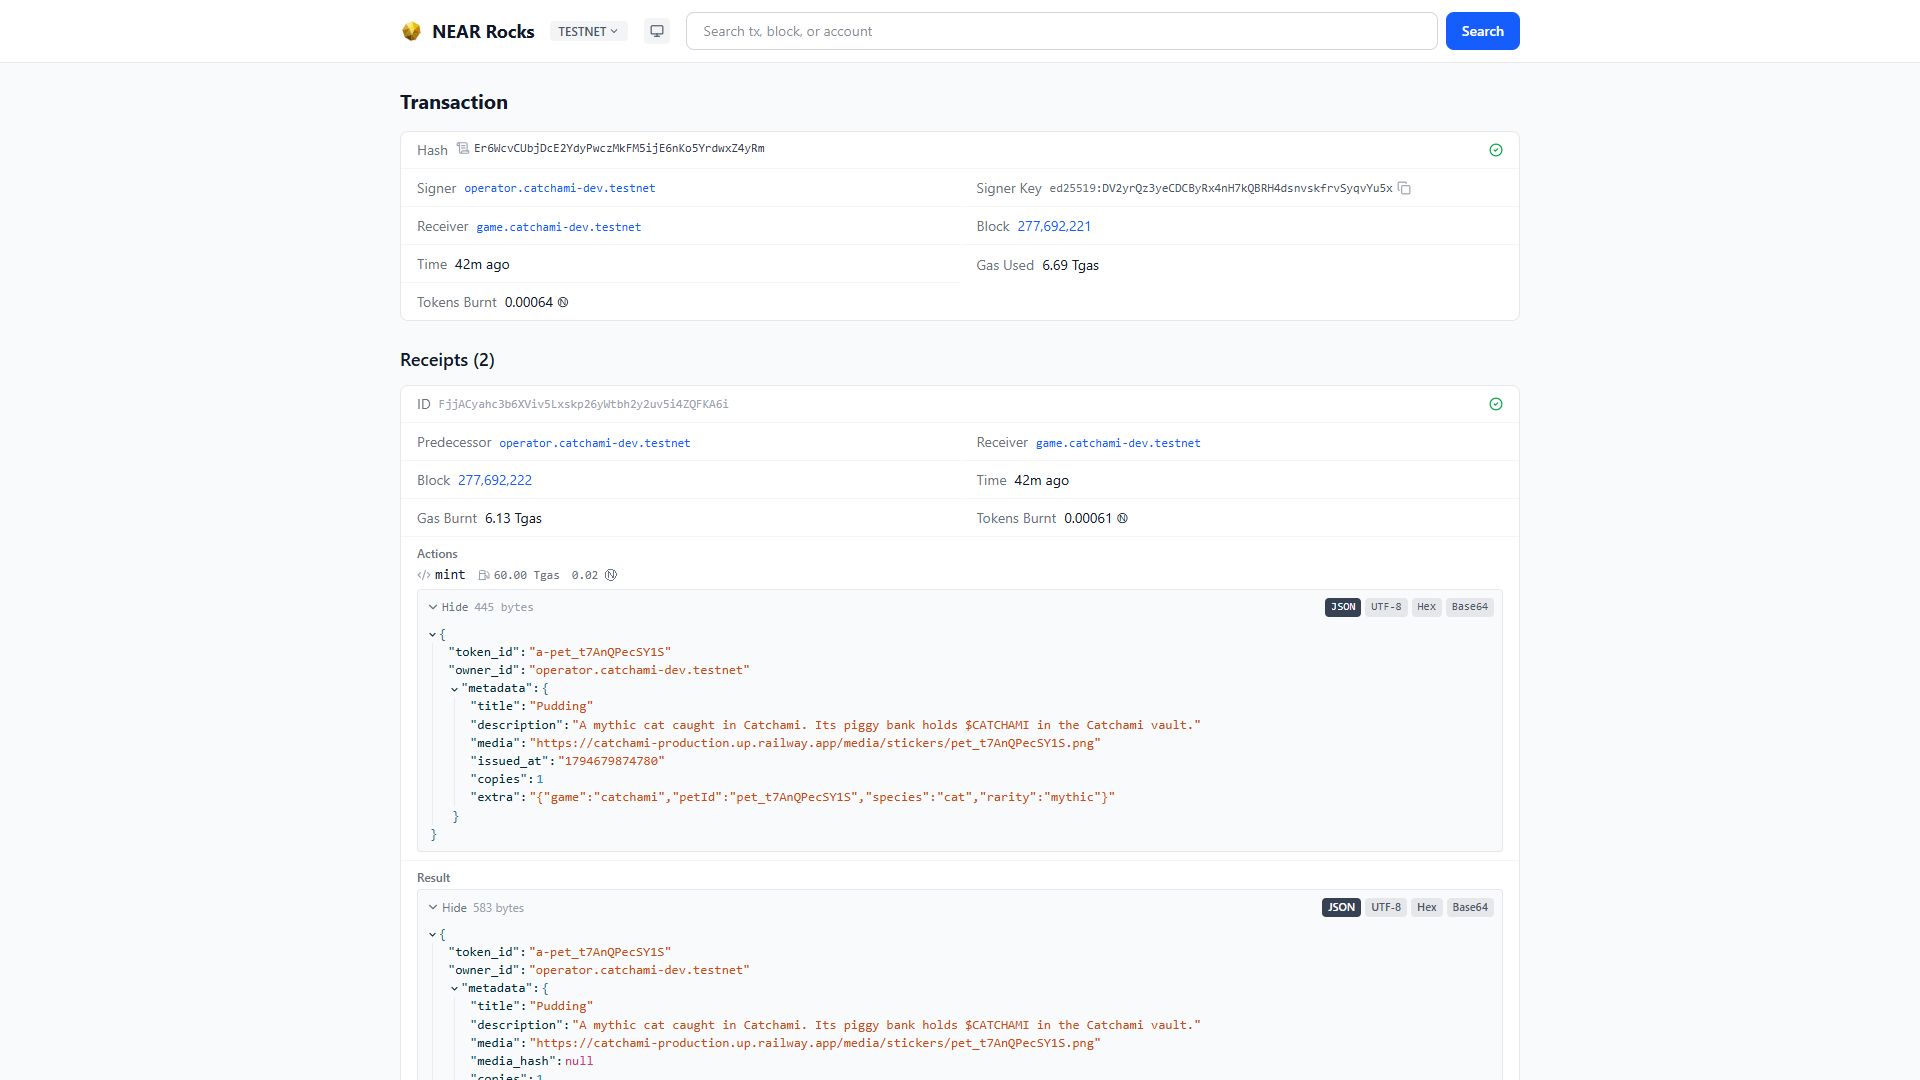 NEAR Rocks TESTNET Search tx, block, or account Search
Transaction
Hash Er6WcvCUbjDcE2YdyPwczMkFM5ijE6nKo5YrdwxZ4yRm
Signer operator.catchami-dev.testnet Signer Key ed25519:DV2yrQz3yeCDCByRx4nH7kQBRH4dsnvskfrvSyqvYu5x
Receiver game.catchami-dev.testnet Block 277,692,221
Time 42m ago Gas Used 6.69 Tgas
Tokens Burnt 0.00064
Receipts (2)
ID FjjACyahc3b6XViv5Lxskp26yWtbh2y2uv5i4ZQFKA6i
Predecessor operator.catchami-dev.testnet Receiver game.catchami-dev.testnet
Block 277,692,222 Time 42m ago
Gas Burnt 6.13 Tgas Tokens Burnt 0.00061
Actions
</> mint 60.00 Tgas 0.02
Hide 445 bytes JSON UTF-8 Hex Base64
{
"token_id":"a-pet_t7AnQPecSY1S"
"owner_id":"operator.catchami-dev.testnet"
"metadata":{
"title":"Pudding"
"description":"A mythic cat caught in Catchami. Its piggy bank holds $CATCHAMI in the Catchami vault."
"media":"https://catchami-production.up.railway.app/media/stickers/pet_t7AnQPecSY1S.png"
"issued_at":"1794679874780"
"copies":1
"extra":"{"game":"catchami","petId":"pet_t7AnQPecSY1S","species":"cat","rarity":"mythic"}"
}
}
Result
Hide 583 bytes JSON UTF-8 Hex Base64
{
"token_id":"a-pet_t7AnQPecSY1S"
"owner_id":"operator.catchami-dev.testnet"
"metadata":{
"title":"Pudding"
"description":"A mythic cat caught in Catchami. Its piggy bank holds $CATCHAMI in the Catchami vault."
"media":"https://catchami-production.up.railway.app/media/stickers/pet_t7AnQPecSY1S.png"
"media_hash":null
"copies":1